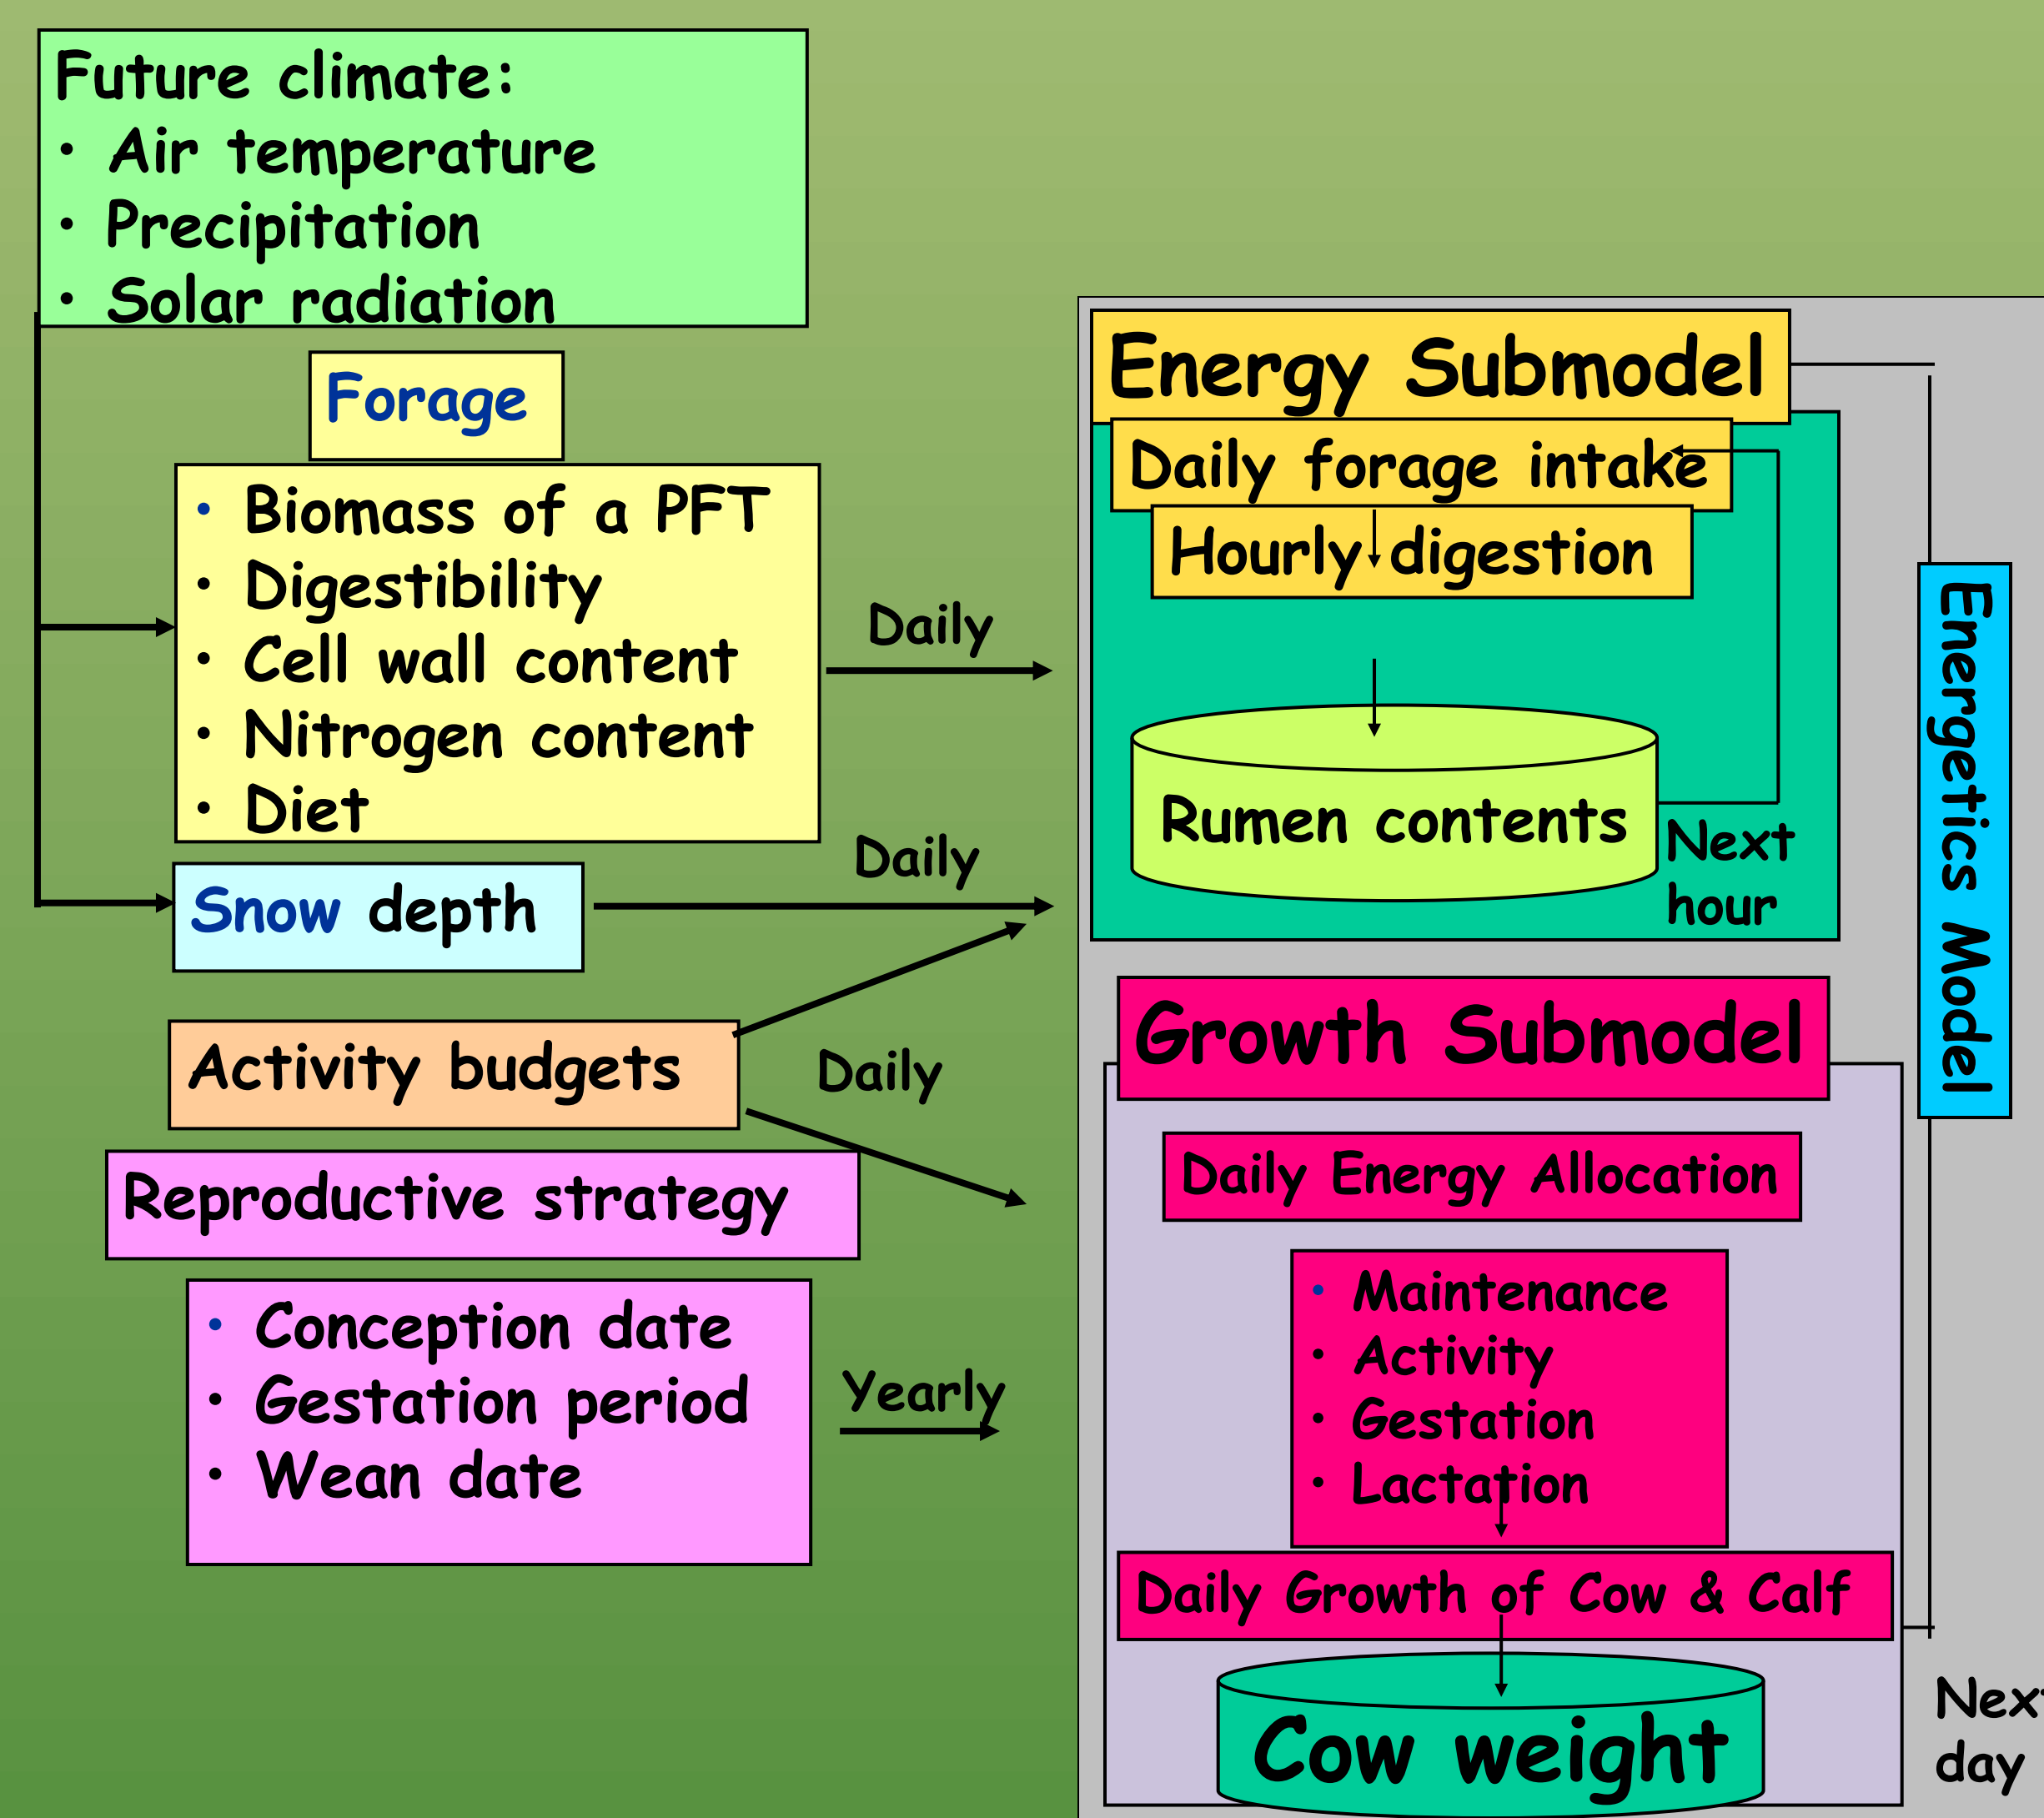 Future climate:
• Air temperature
• Precipitation
• Solar radiation
Forage
• Biomass of a PFT
• Digestibility
• Cell wall content
• Nitrogen content
• Diet
Daily
Snow depth
Daily
Activity budgets
Daily
Reproductive strategy
• Conception date
• Gestation period
• Wean date
Yearly
Energy Submodel
Daily forage intake
Hourly digestion
Rumen contents
Next
hour
Energetics Model
Growth Submodel
Daily Energy Allocation
• Maintenance
• Activity
• Gestation
• Lactation
Daily Growth of Cow & Calf
Cow weight
Next
day